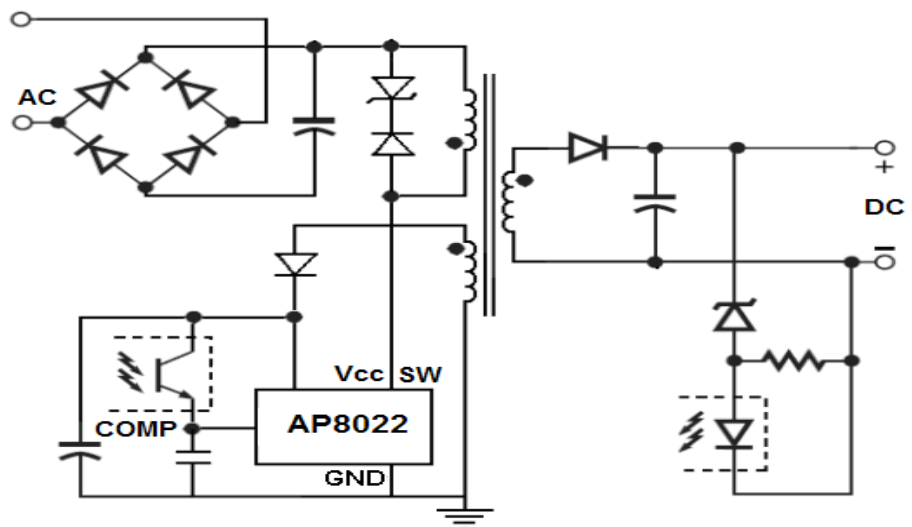 AC
+
DC
−
Vcc SW
AP8022
COMP
GND